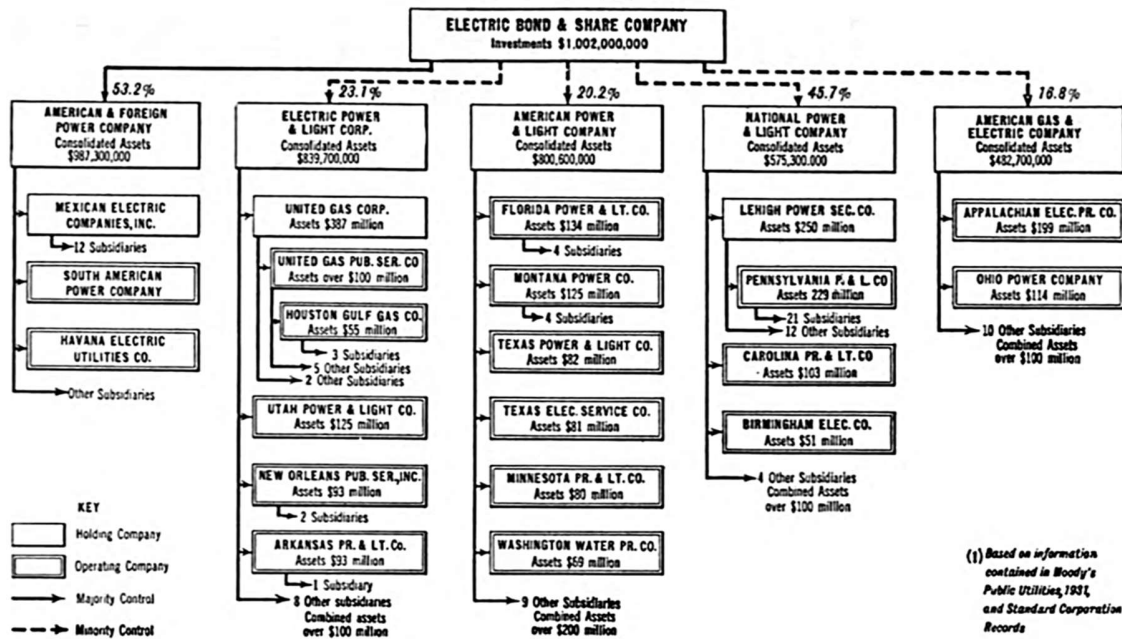 ELECTRIC BOND & SHARE COMPANY
Investments $1,002,000,000
53.2%
AMERICAN & FOREIGN
POWER COMPANY
Consolidated Assets
$987,300,000
MEXICAN ELECTRIC
COMPANIES, INC.
12 Subsidiaries
SOUTH AMERICAN
POWER COMPANY
HAVANA ELECTRIC
UTILITIES CO.
Other Subsidiaries
23.1%
ELECTRIC POWER
& LIGHT CORP.
Consolidated Assets
$839,700,000
UNITED GAS CORP.
Assets $387 million
UNITED GAS PUB. SER. CO
Assets over $100 million
HOUSTON GULF GAS CO.
Assets $55 million
3 Subsidiaries
5 Other Subsidiaries
2 Other Subsidiaries
UTAH POWER & LIGHT CO.
Assets $125 million
NEW ORLEANS PUB. SER., INC.
Assets $93 million
2 Subsidiaries
ARKANSAS PR. & LT. Co.
Assets $93 million
1 Subsidiary
8 Other subsidiaries
Combined assets
over $100 million
20.2%
AMERICAN POWER
& LIGHT COMPANY
Consolidated Assets
$800,600,000
FLORIDA POWER & LT. CO.
Assets $134 million
4 Subsidiaries
MONTANA POWER CO.
Assets $125 million
4 Subsidiaries
TEXAS POWER & LIGHT CO.
Assets $82 million
TEXAS ELEC. SERVICE CO.
Assets $81 million
MINNESOTA PR. & LT. CO.
Assets $80 million
WASHINGTON WATER PR. CO.
Assets $69 million
9 Other Subsidiaries
Combined Assets
over $200 million
45.7%
NATIONAL POWER
& LIGHT COMPANY
Consolidated Assets
$575,300,000
LEHIGH POWER SEC. CO.
Assets $250 million
PENNSYLVANIA P. & L. CO
Assets 229 million
21 Subsidiaries
12 Other Subsidiaries
CAROLINA PR. & LT. CO
Assets $103 million
BIRMINGHAM ELEC. CO.
Assets $51 million
4 Other Subsidiaries
Combined Assets
over $100 million
16.8%
AMERICAN GAS &
ELECTRIC COMPANY
Consolidated Assets
$482,700,000
APPALACHIAN ELEC. PR. CO.
Assets $199 million
OHIO POWER COMPANY
Assets $114 million
10 Other Subsidiaries
Combined Assets
over $100 million
KEY
Holding Company
Operating Company
Majority Control
Minority Control
(1) Based on information
contained in Moody's
Public Utilities, 1931,
and Standard Corporation
Records